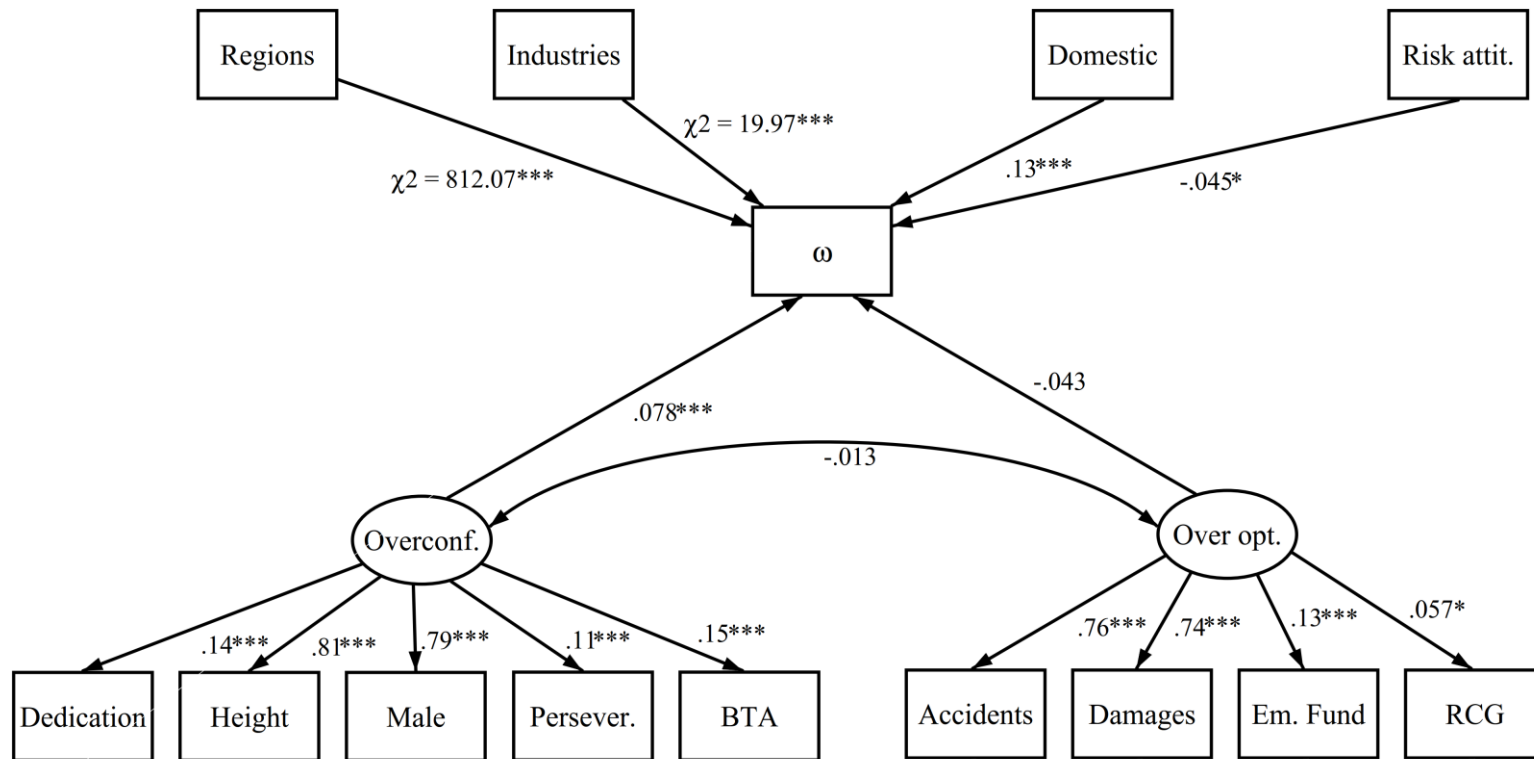 Regions
Industries
Domestic
Risk attit.
χ2 = 19.97***
χ2 = 812.07***
.13***
-.045*
ω
.078***
-.043
-.013
Overconf.
Over opt.
.14***
.81***
.79***
.11***
.15***
.76***
.74***
.13***
.057*
Dedication
Height
Male
Persever.
BTA
Accidents
Damages
Em. Fund
RCG